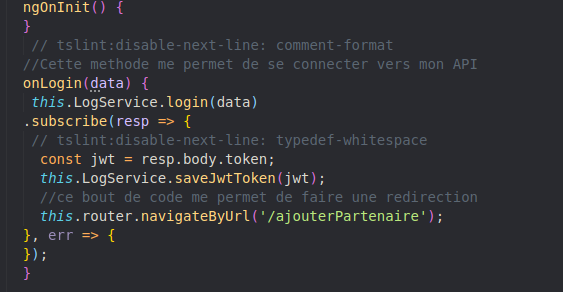 ngOnInit() {
}
// tslint:disable-next-line: comment-format
//Cette methode me permet de se connecter vers mon API
onLogin(data) {
this.LogService.login(data)
.subscribe(resp => {
// tslint:disable-next-line: typedef-whitespace
const jwt = resp.body.token;
this.LogService.saveJwtToken(jwt);
//ce bout de code me permet de faire une redirection
this.router.navigateByUrl('/ajouterPartenaire');
}, err => {
});
}